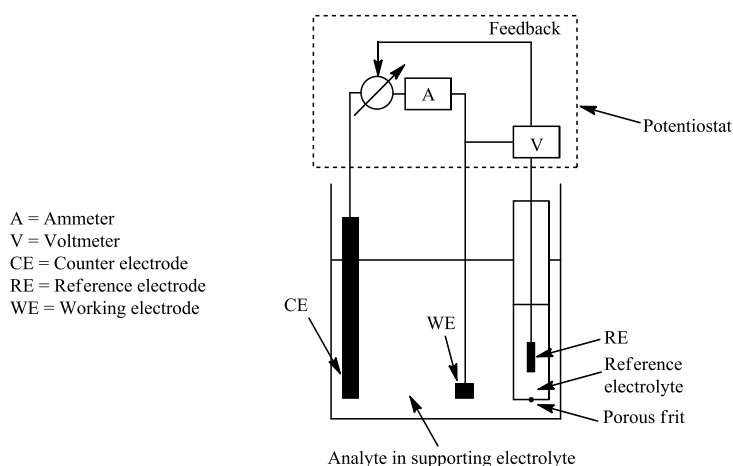 Feedback
A
Potentiostat
V
A = Ammeter
V = Voltmeter
CE = Counter electrode
RE = Reference electrode
WE = Working electrode
CE
WE
RE
Reference
electrolyte
Porous frit
Analyte in supporting electrolyte